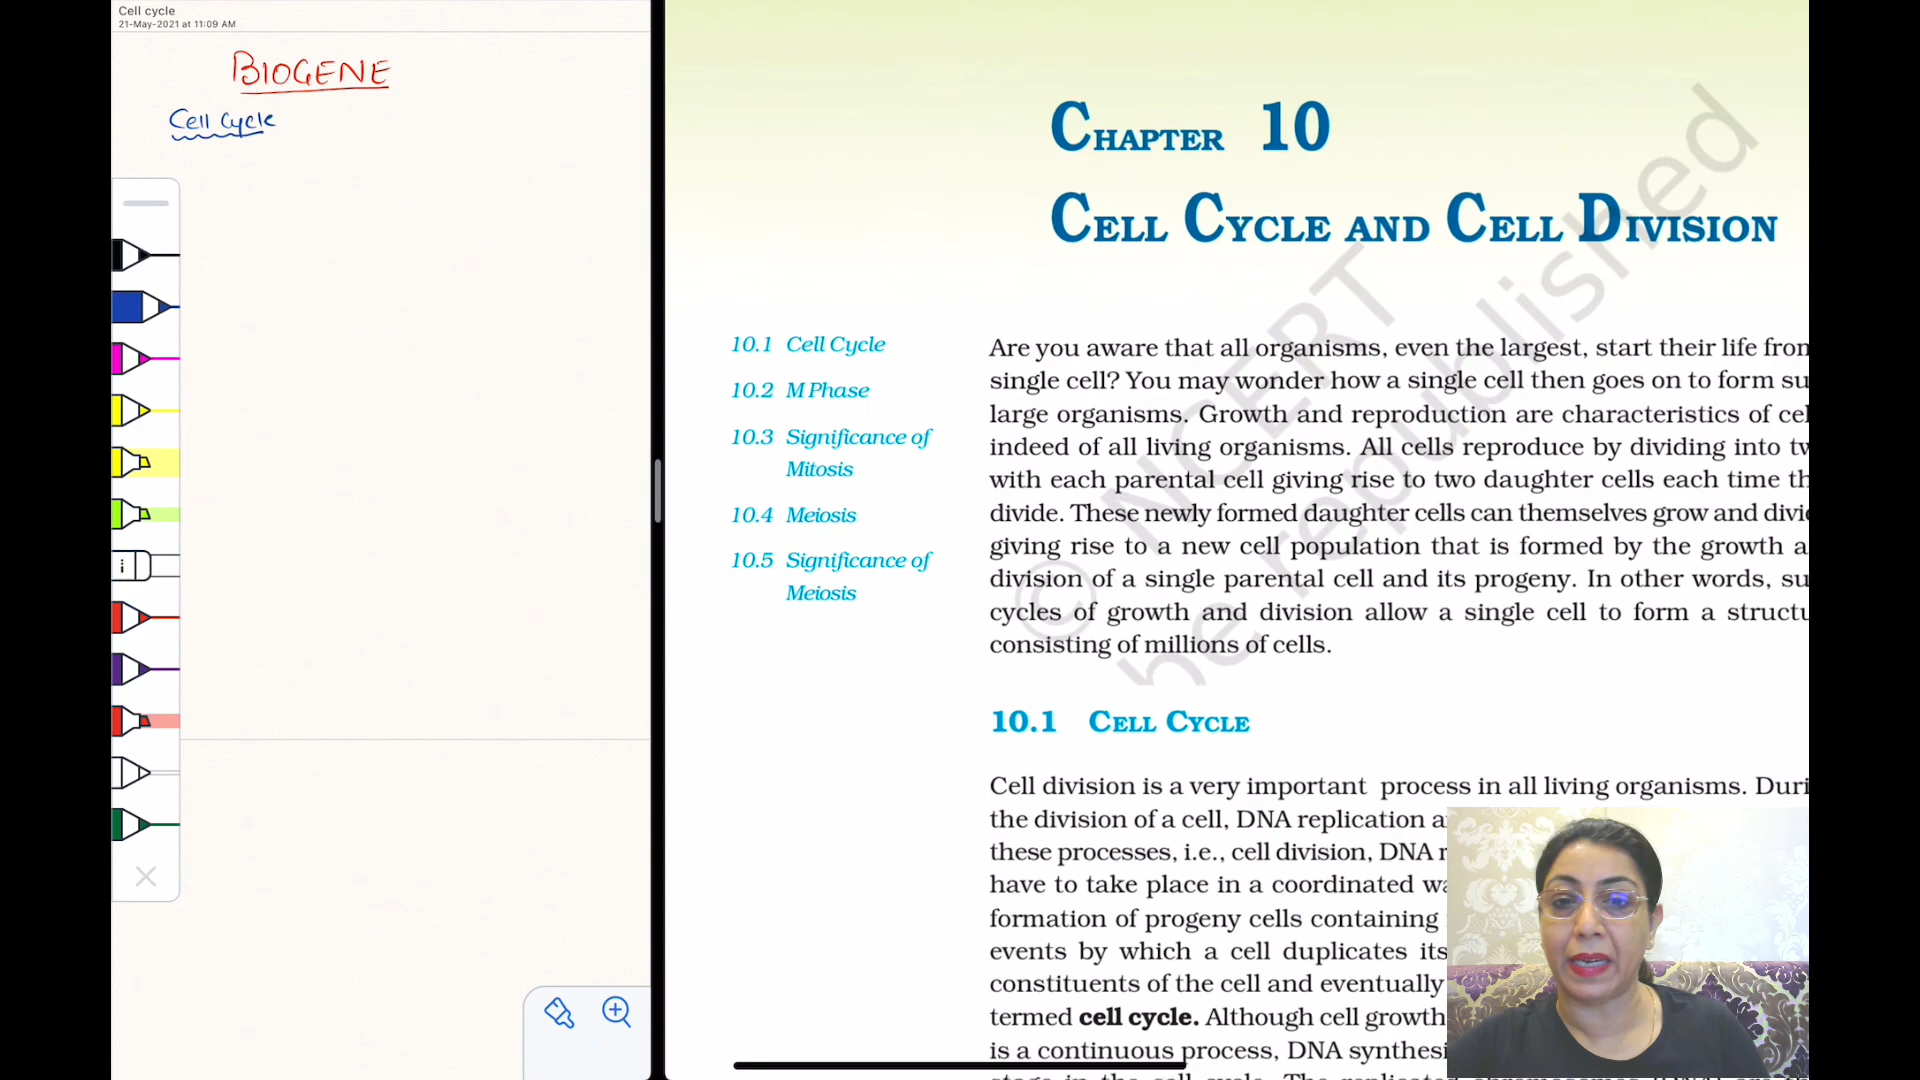 Cell cycle
21-May-2021 at 11:09 AM
BIOGENE
Cell Cycle
CHAPTER 10
CELL CYCLE AND CELL DIVISION
10.1 Cell Cycle
10.2 M Phase
10.3 Significance of
Mitosis
10.4 Meiosis
10.5 Significance of
Meiosis
Are you aware that all organisms, even the largest, start their life from
single cell? You may wonder how a single cell then goes on to form su
large organisms. Growth and reproduction are characteristics of cel
indeed of all living organisms. All cells reproduce by dividing into tw
with each parental cell giving rise to two daughter cells each time th
divide. These newly formed daughter cells can themselves grow and divid
giving rise to a new cell population that is formed by the growth a
division of a single parental cell and its progeny. In other words, su
cycles of growth and division allow a single cell to form a structu
consisting of millions of cells.
10.1 CELL CYCLE
Cell division is a very important process in all living organisms. Duri
the division of a cell, DNA replication a
these processes, i.e., cell division, DNA r
have to take place in a coordinated wa
formation of progeny cells containing
events by which a cell duplicates its
constituents of the cell and eventually
termed cell cycle. Although cell growth
is a continuous process, DNA synthesi
© NCERT
be republished